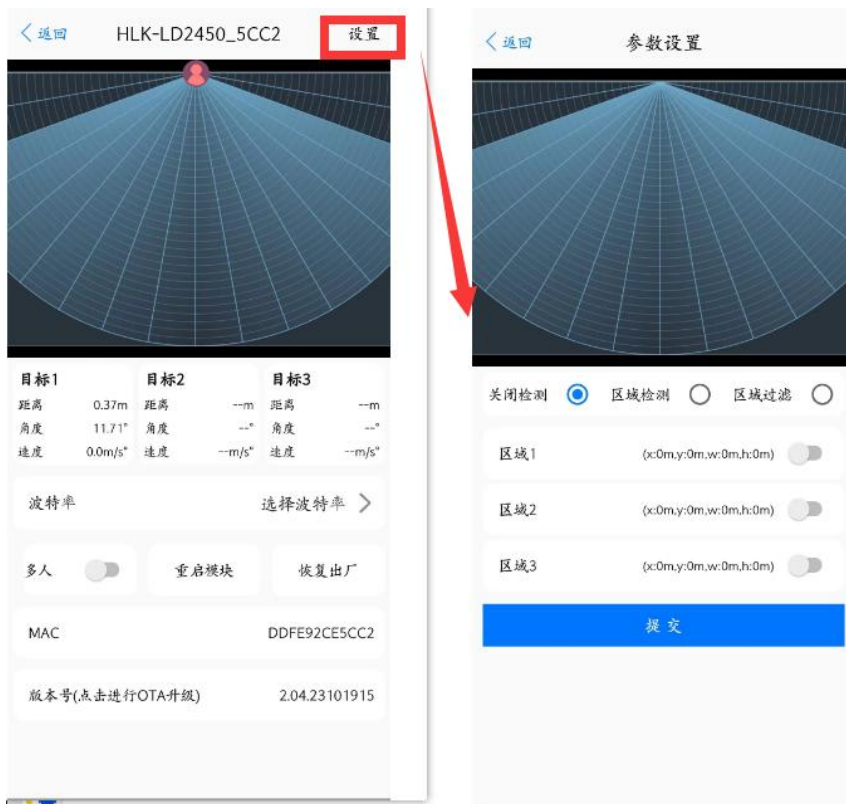 返回
HLK-LD2450_5CC2
设置
目标1 目标2 目标3
距离 0.37m 距离 --m 距离 --m
角度 11.71° 角度 --° 角度 --°
速度 0.0m/s" 速度 --m/s" 速度 --m/s"
波特率 选择波特率
多人 重启模块 恢复出厂
MAC DDFE92CE5CC2
版本号(点击进行OTA升级) 2.04.23101915
返回
参数设置
关闭检测 区域检测 区域过滤
区域1 (x:0m,y:0m,w:0m,h:0m)
区域2 (x:0m,y:0m,w:0m,h:0m)
区域3 (x:0m,y:0m,w:0m,h:0m)
提交